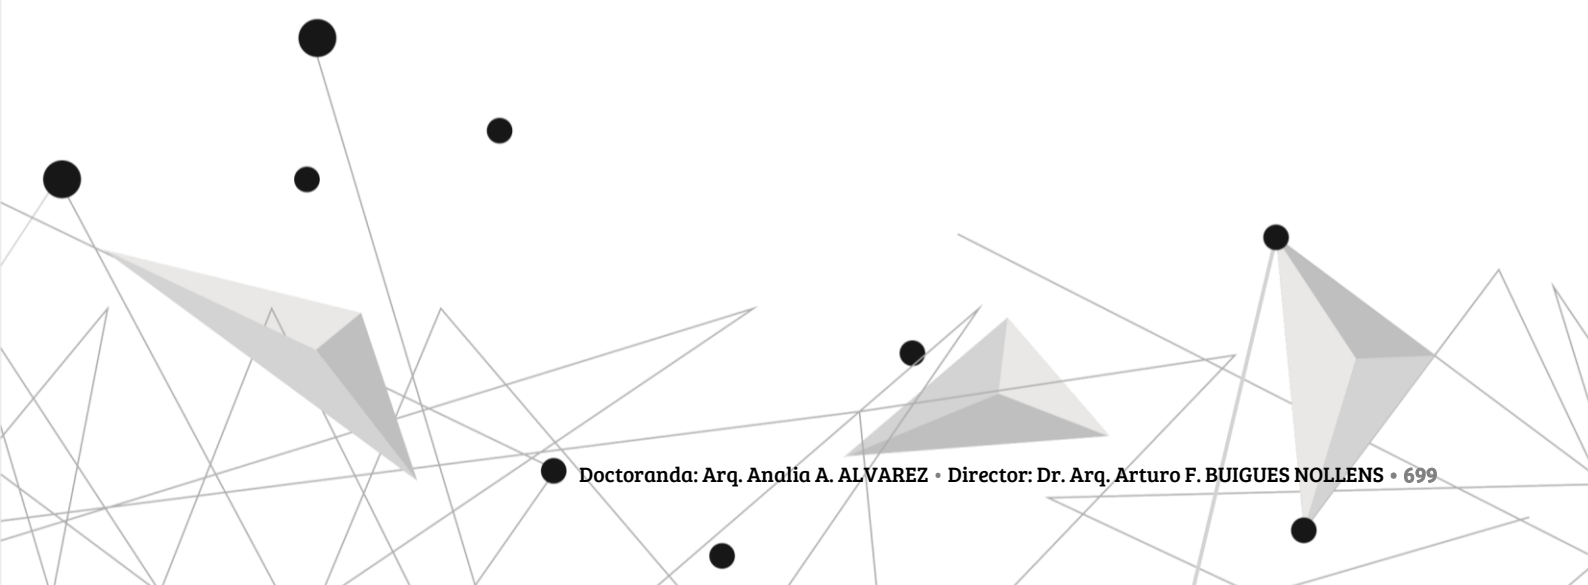 Doctoranda: Arq. Analia A. ALVAREZ • Director: Dr. Arq. Arturo F. BUIGUES NOLLENS • 699